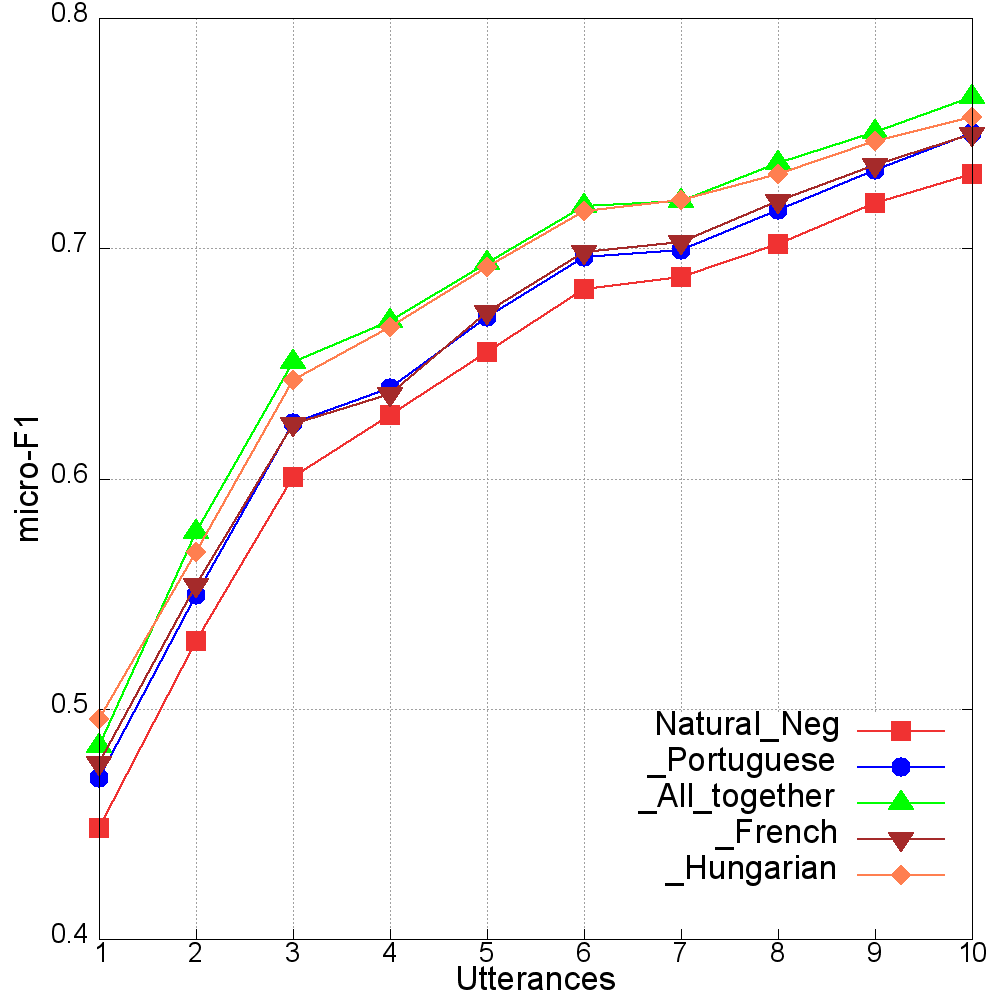 0.8
0.7
0.6
0.5
0.4
micro-F1
Natural_Neg
_Portuguese
_All_together
_French
_Hungarian
1 2 3 4 5 6 7 8 9 10
Utterances